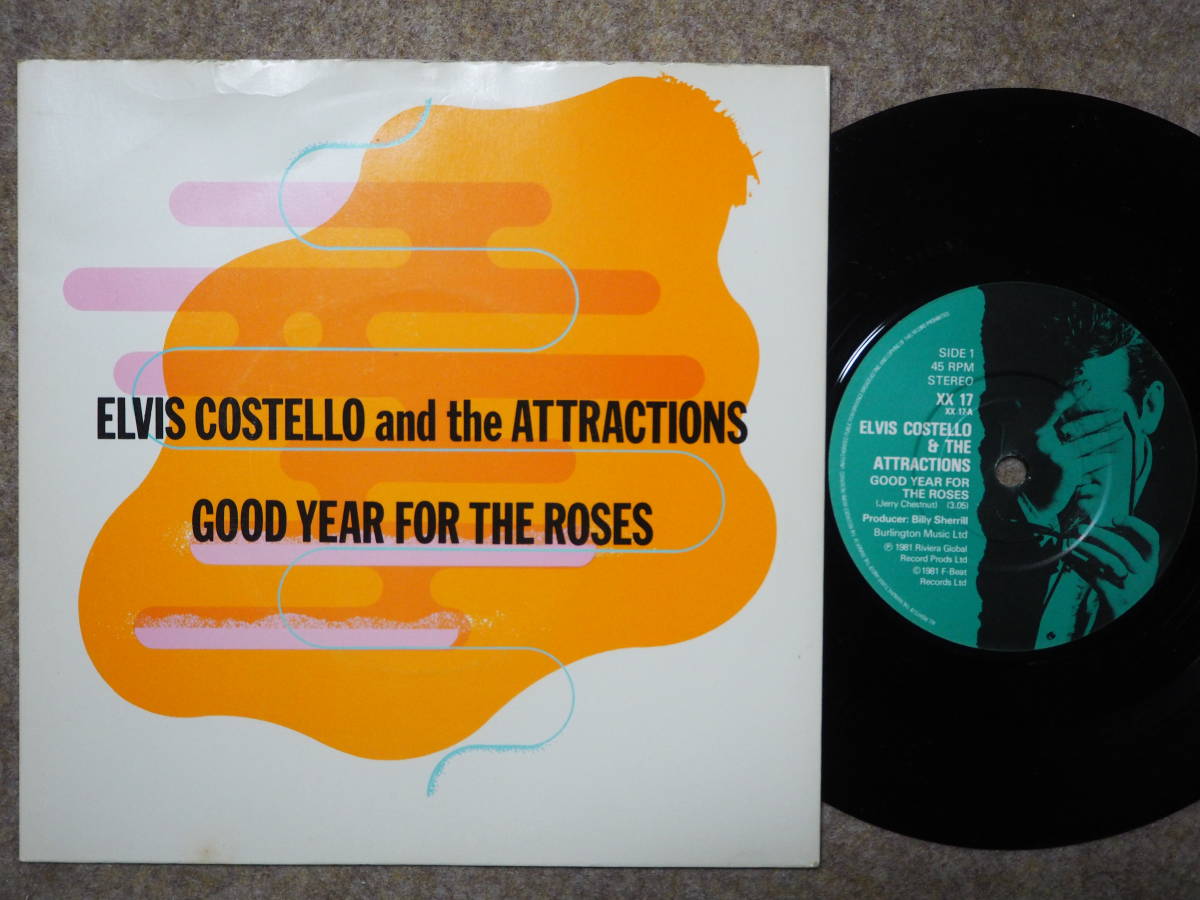 ELVIS COSTELLO and the ATTRACTIONS
GOOD YEAR FOR THE ROSES
SIDE 1
45 RPM
STEREO
XX 17
XX 17-A
ELVIS COSTELLO
& THE
ATTRACTIONS
GOOD YEAR FOR
THE ROSES
(Jerry Chestnut) (3.05)
Producer: Billy Sherrill
Burlington Music Ltd
℗ 1981 Riviera Global
Record Prods Ltd
© 1981 F-Beat
Records Ltd